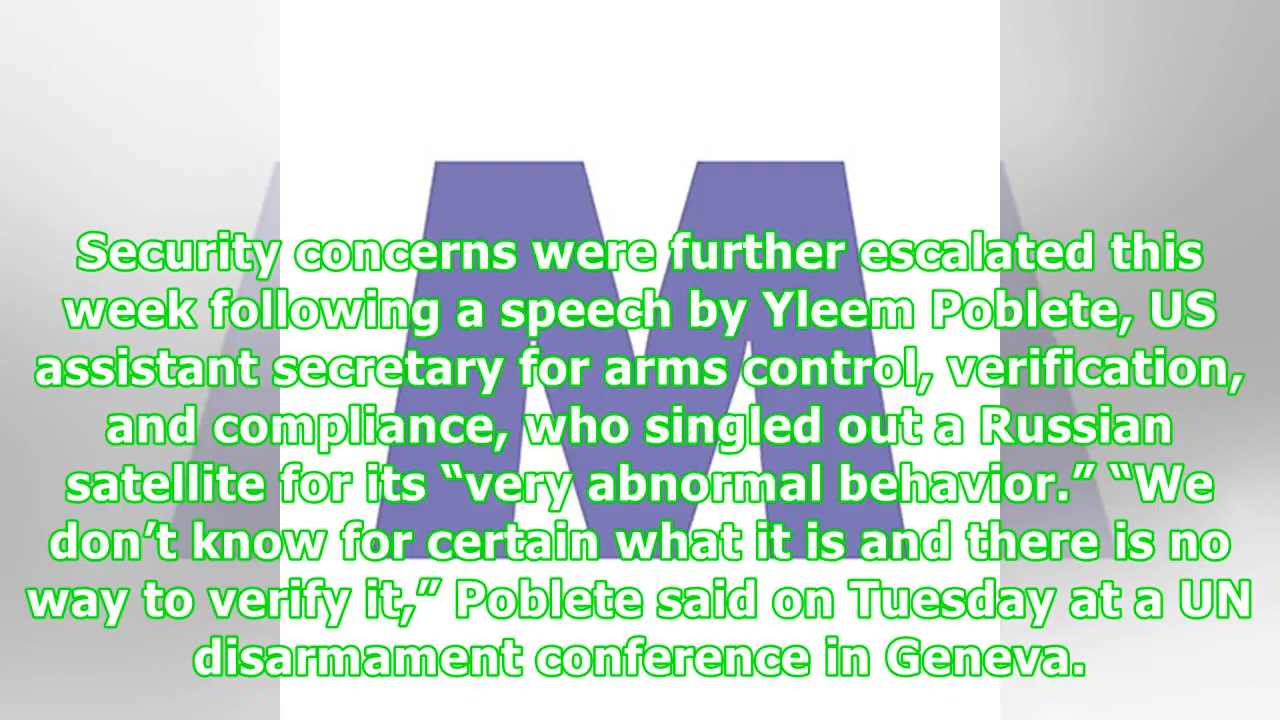 Security concerns were further escalated this
week following a speech by Yleem Poblete, US
assistant secretary for arms control, verification,
and compliance, who singled out a Russian
satellite for its “very abnormal behavior.” “We
don’t know for certain what it is and there is no
way to verify it,” Poblete said on Tuesday at a UN
disarmament conference in Geneva.
M